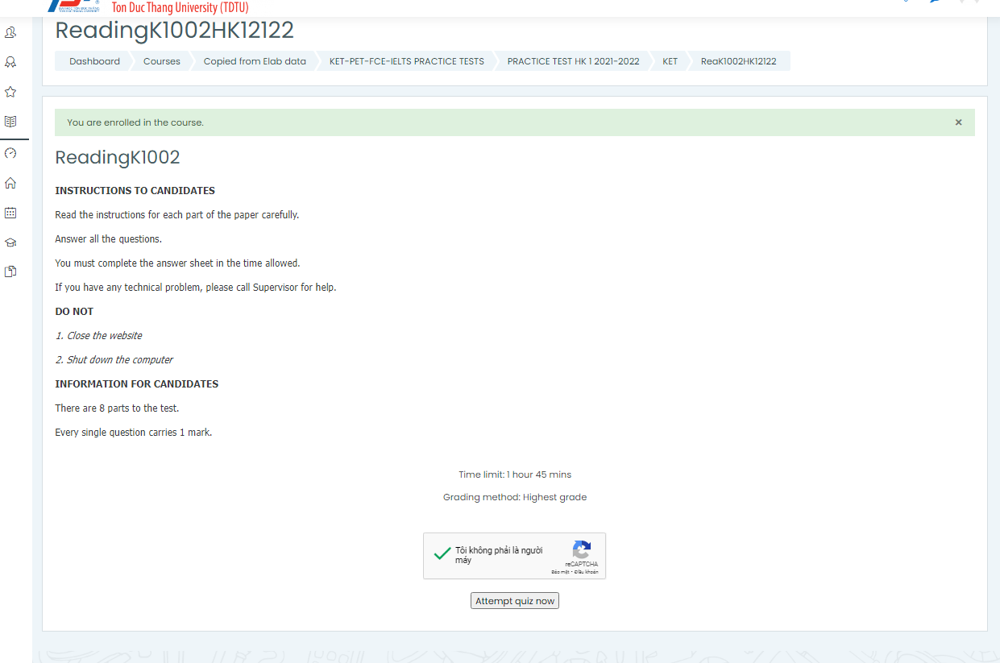 Ton Duc Thang University (TDTU)
ReadingK1002HK12122
Dashboard
Courses
Copied from Elab data
KET-PET-FCE-IELTS PRACTICE TESTS
PRACTICE TEST HK 1 2021-2022
KET
ReaK1002HK12122
You are enrolled in the course.
×
ReadingK1002
INSTRUCTIONS TO CANDIDATES
Read the instructions for each part of the paper carefully.
Answer all the questions.
You must complete the answer sheet in the time allowed.
If you have any technical problem, please call Supervisor for help.
DO NOT
1. Close the website
2. Shut down the computer
INFORMATION FOR CANDIDATES
There are 8 parts to the test.
Every single question carries 1 mark.
Time limit: 1 hour 45 mins
Grading method: Highest grade
Tôi không phải là người
máy
reCAPTCHA
Bảo mật - Điều khoản
Attempt quiz now